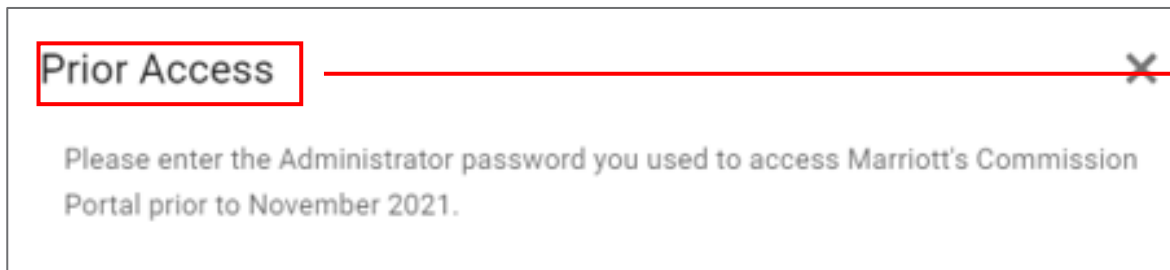 Prior Access
Please enter the Administrator password you used to access Marriott's Commission
Portal prior to November 2021.